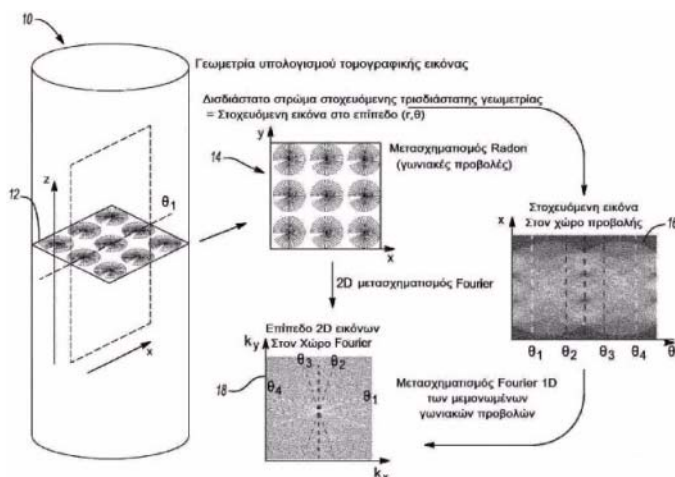 10
Γεωμετρία υπολογισμού τομογραφικής εικόνας
Δισδιάστατο στρώμα στοχευόμενης τρισδιάστατης γεωμετρίας
= Στοχευόμενη εικόνα στο επίπεδο (r,θ)
y
14
Μετασχηματισμός Radon
(γωνιακές προβολές)
x
12
z
θ1
x
Στοχευόμενη εικόνα
Στον χώρο προβολής
x
16
θ1 θ2 θ3 θ4 θ
2D μετασχηματισμός Fourier
Επίπεδο 2D εικόνων
Στον Χώρο Fourier
ky
θ3 θ2
18
θ4
θ1
kx
Μετασχηματισμός Fourier 1D
των μεμονωμένων
γωνιακών προβολών